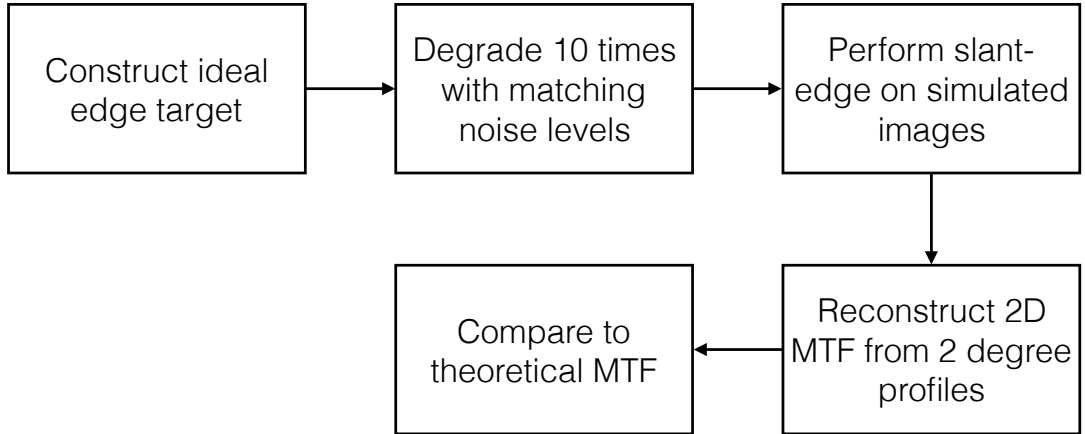 Construct ideal
edge target
Degrade 10 times
with matching
noise levels
Perform slant-
edge on simulated
images
Reconstruct 2D
MTF from 2 degree
profiles
Compare to
theoretical MTF